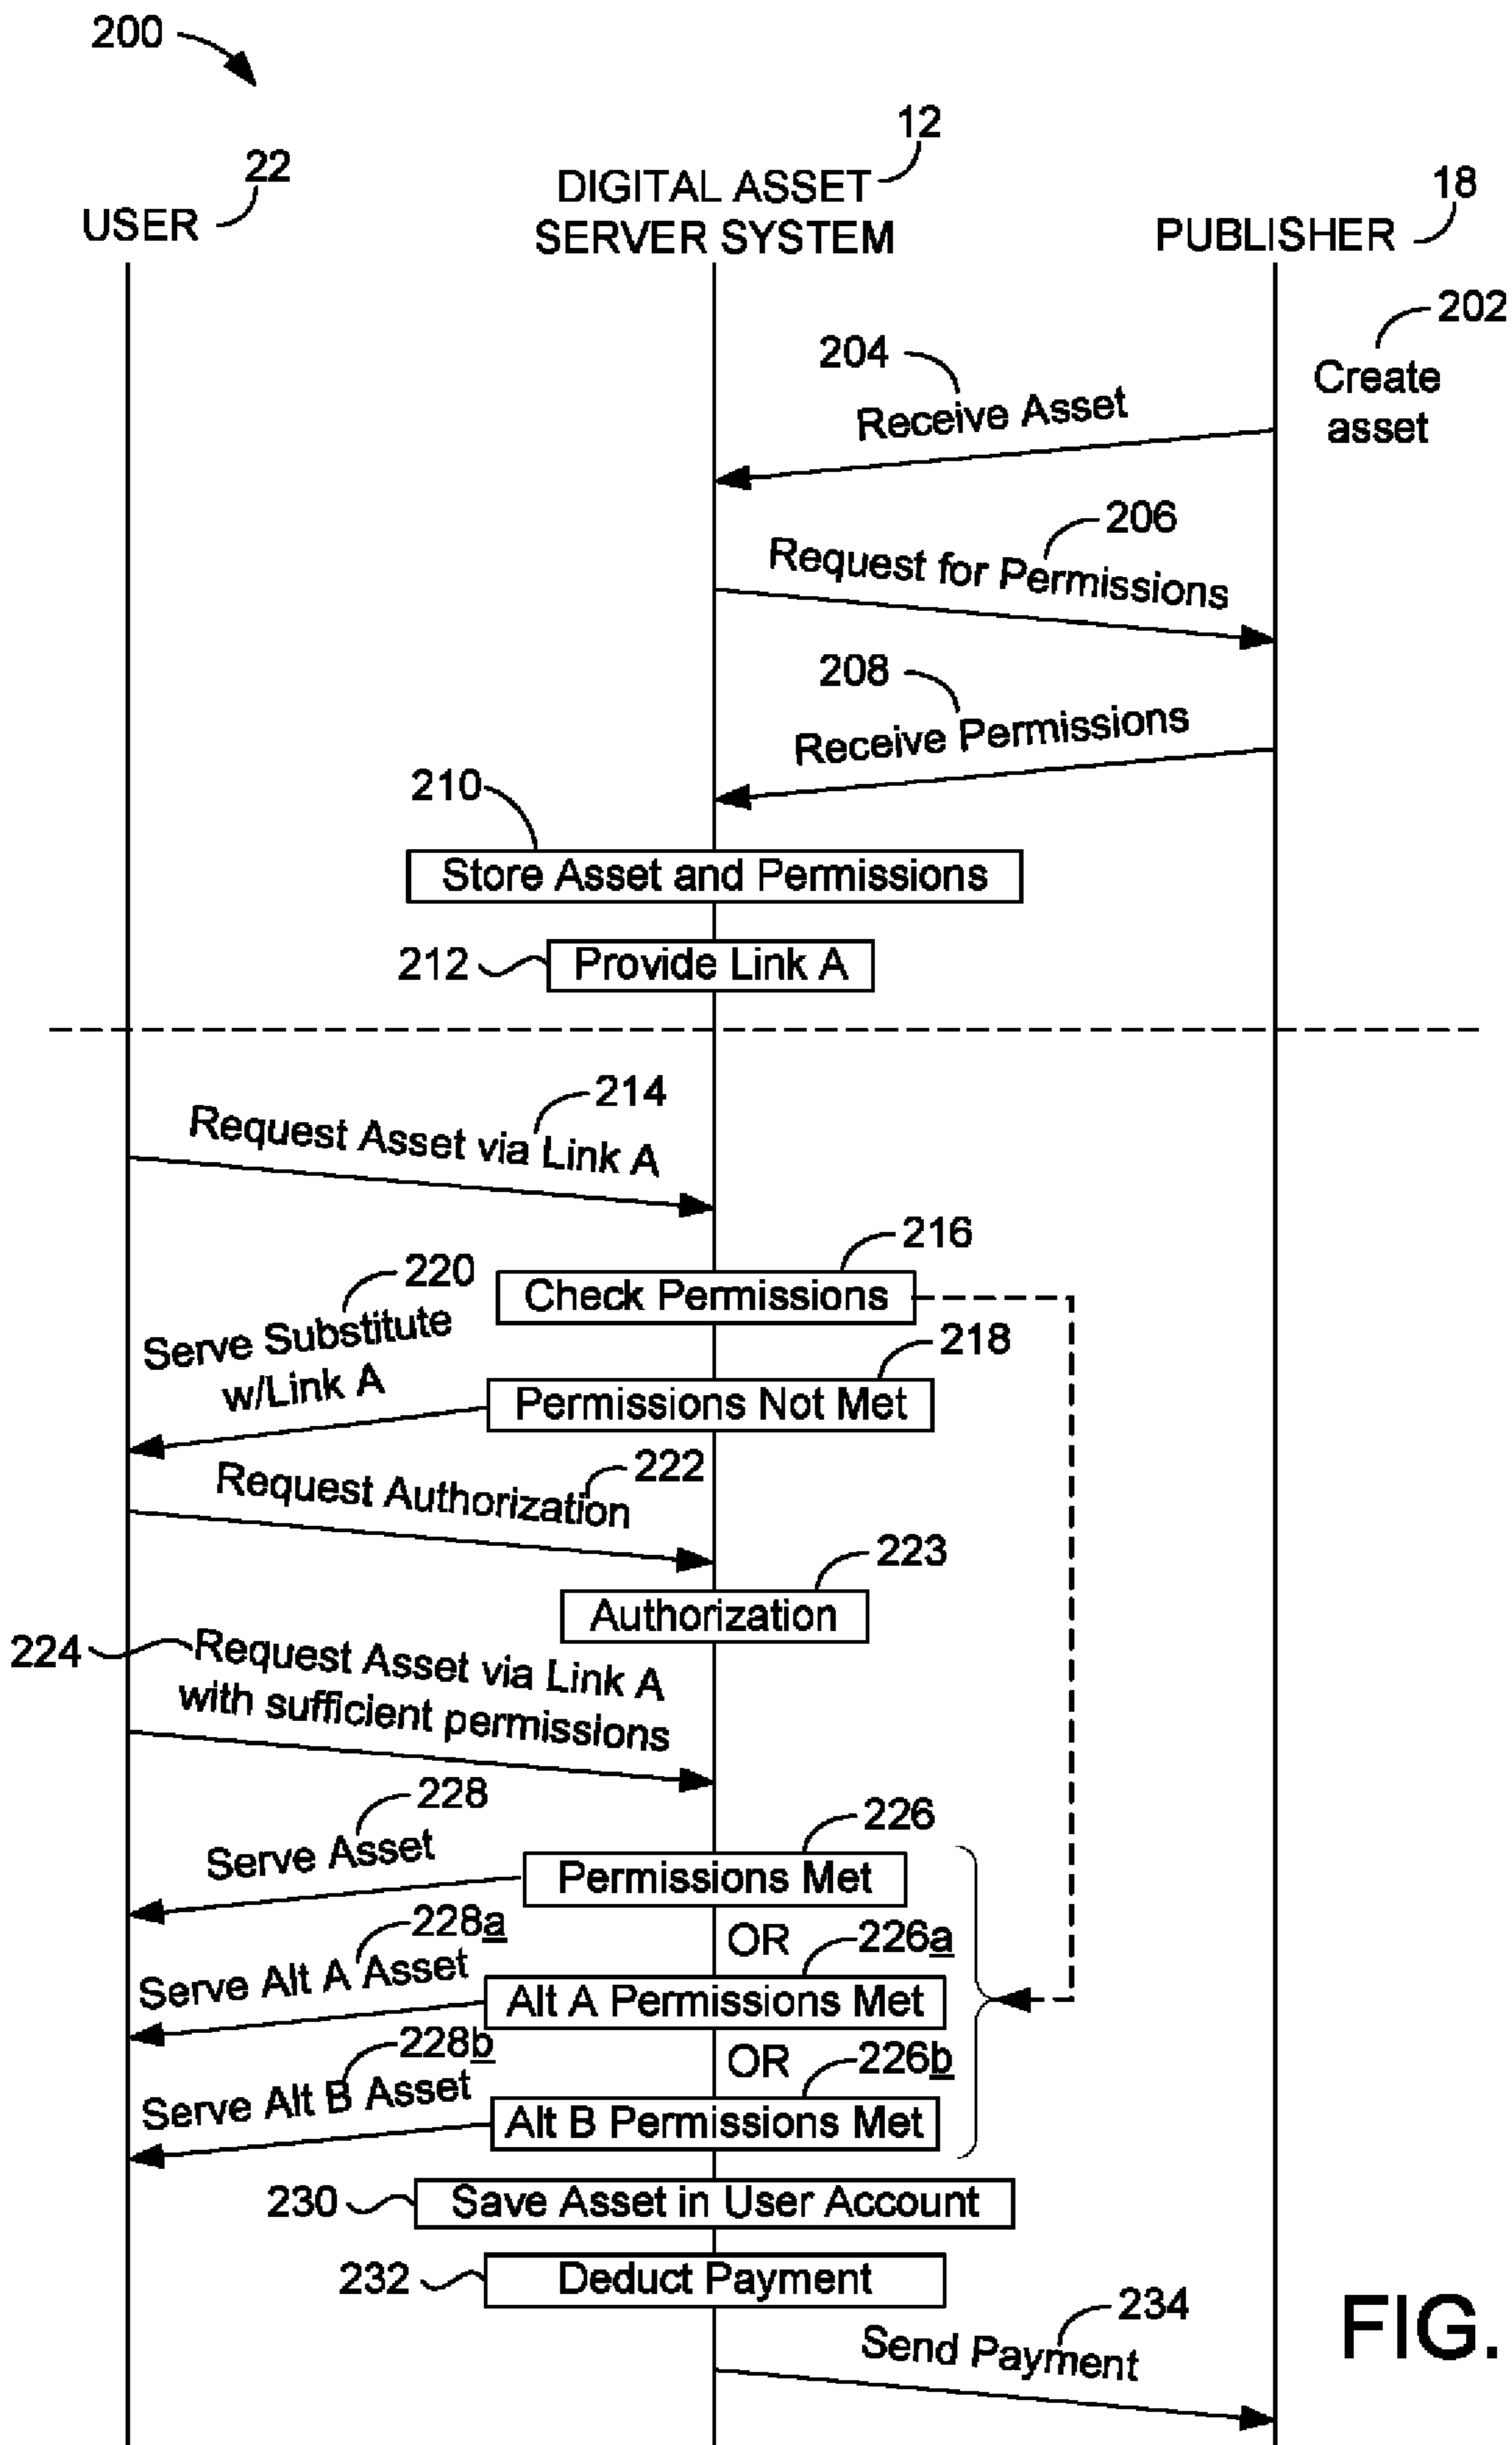 200
22
USER
12
DIGITAL ASSET
SERVER SYSTEM
18
PUBLISHER
202
Create
asset
204
Receive Asset
206
Request for Permissions
208
Receive Permissions
210
Store Asset and Permissions
212
Provide Link A
214
Request Asset via Link A
216
Check Permissions
220
Serve Substitute
w/Link A
218
Permissions Not Met
222
Request Authorization
223
Authorization
224
Request Asset via Link A
with sufficient permissions
228
Serve Asset
226
Permissions Met
OR
228a
Serve Alt A Asset
226a
Alt A Permissions Met
OR
228b
Serve Alt B Asset
226b
Alt B Permissions Met
230
Save Asset in User Account
232
Deduct Payment
234
Send Payment
FIG.